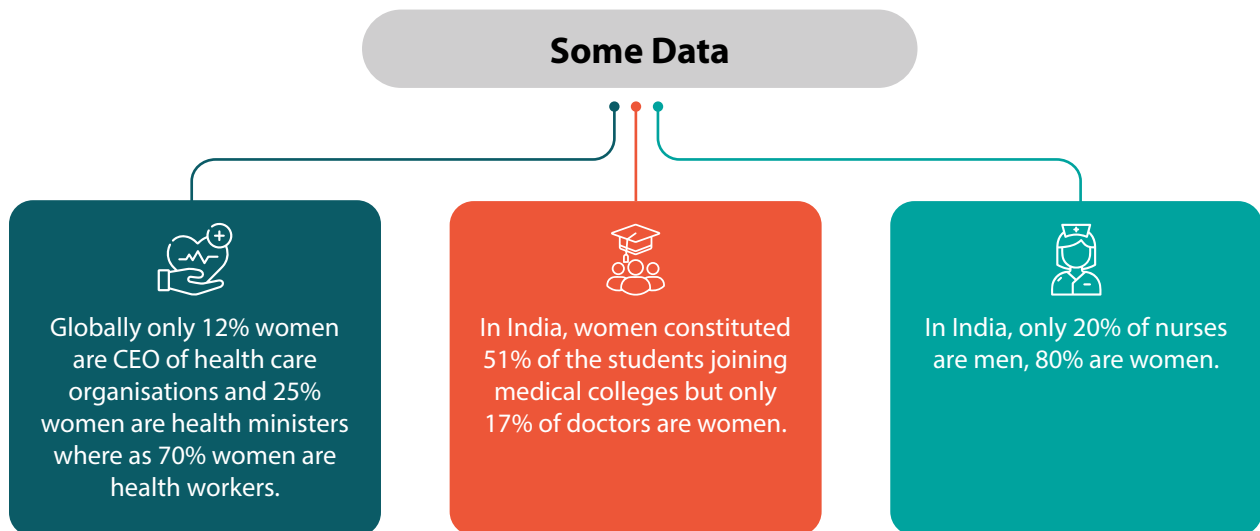 Some Data
Globally only 12% women
are CEO of health care
organisations and 25%
women are health ministers
where as 70% women are
health workers.
In India, women constituted
51% of the students joining
medical colleges but only
17% of doctors are women.
In India, only 20% of nurses
are men, 80% are women.